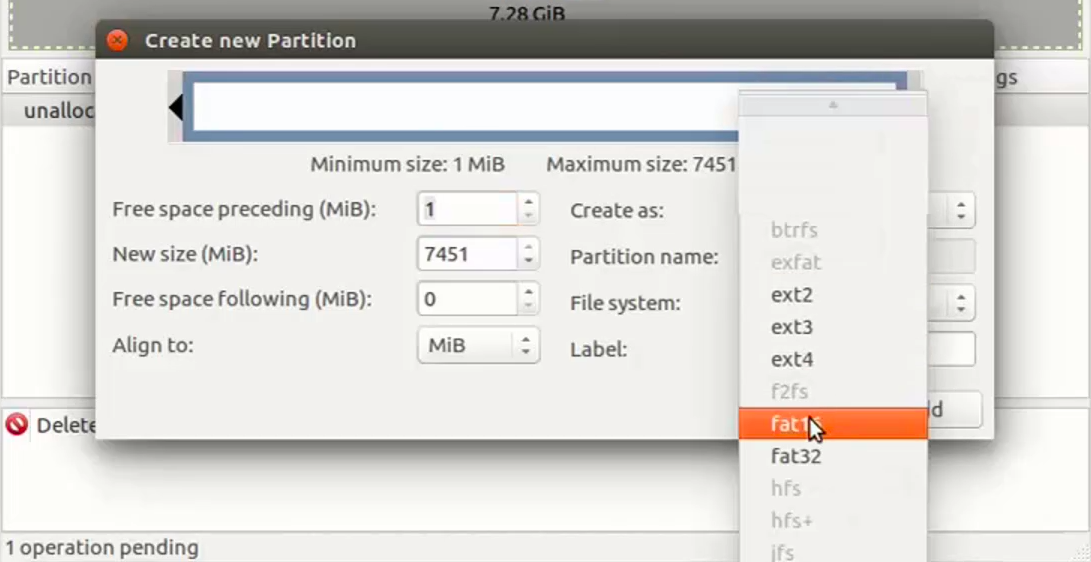 7.28 GiB
Create new Partition
Partition
gs
unalloc
Minimum size: 1 MiB
Maximum size: 7451
Free space preceding (MiB):
1
Create as:
New size (MiB):
7451
Partition name:
Free space following (MiB):
0
File system:
Align to:
MiB
Label:
btrfs
exfat
ext2
ext3
ext4
f2fs
fat16
fat32
hfs
hfs+
jfs
Delete
1 operation pending